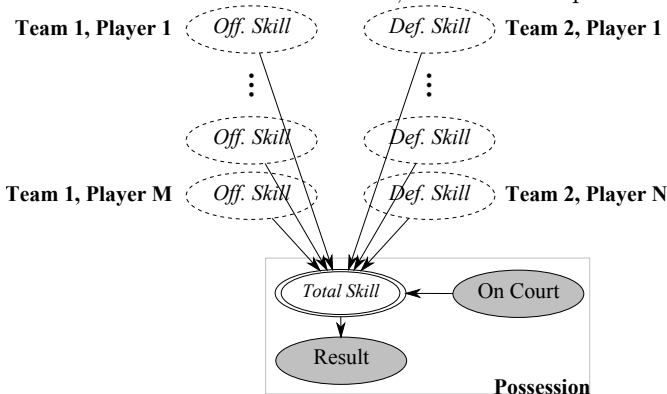 Team 1, Player 1 Off. Skill Def. Skill Team 2, Player 1
Off. Skill Def. Skill
Team 1, Player M Off. Skill Def. Skill Team 2, Player N
Total Skill On Court
Result
Possession